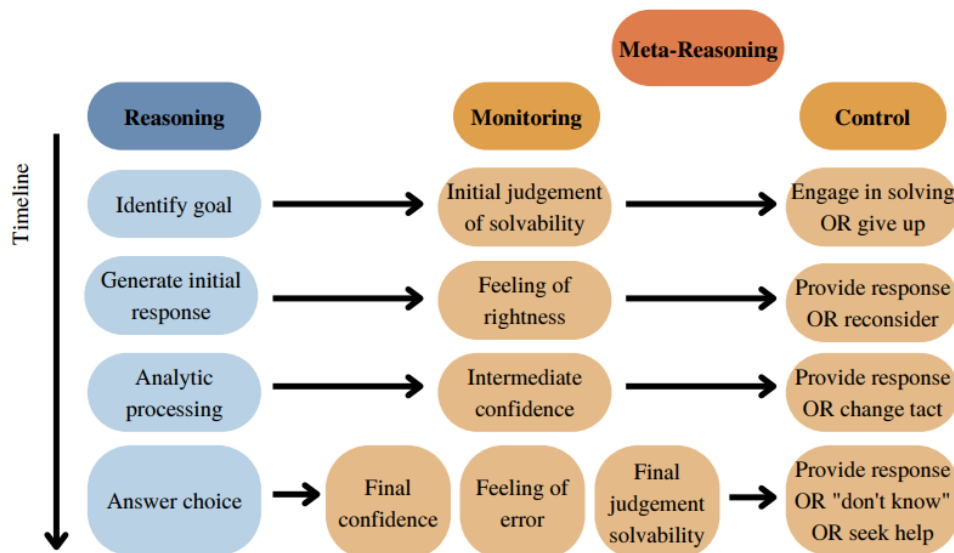 Meta-Reasoning
Reasoning
Monitoring
Control
Timeline
Identify goal
Initial judgement
of solvability
Engage in solving
OR give up
Generate initial
response
Feeling of
rightness
Provide response
OR reconsider
Analytic
processing
Intermediate
confidence
Provide response
OR change tact
Answer choice
Final
confidence
Feeling of
error
Final
judgement
solvability
Provide response
OR "don't know"
OR seek help